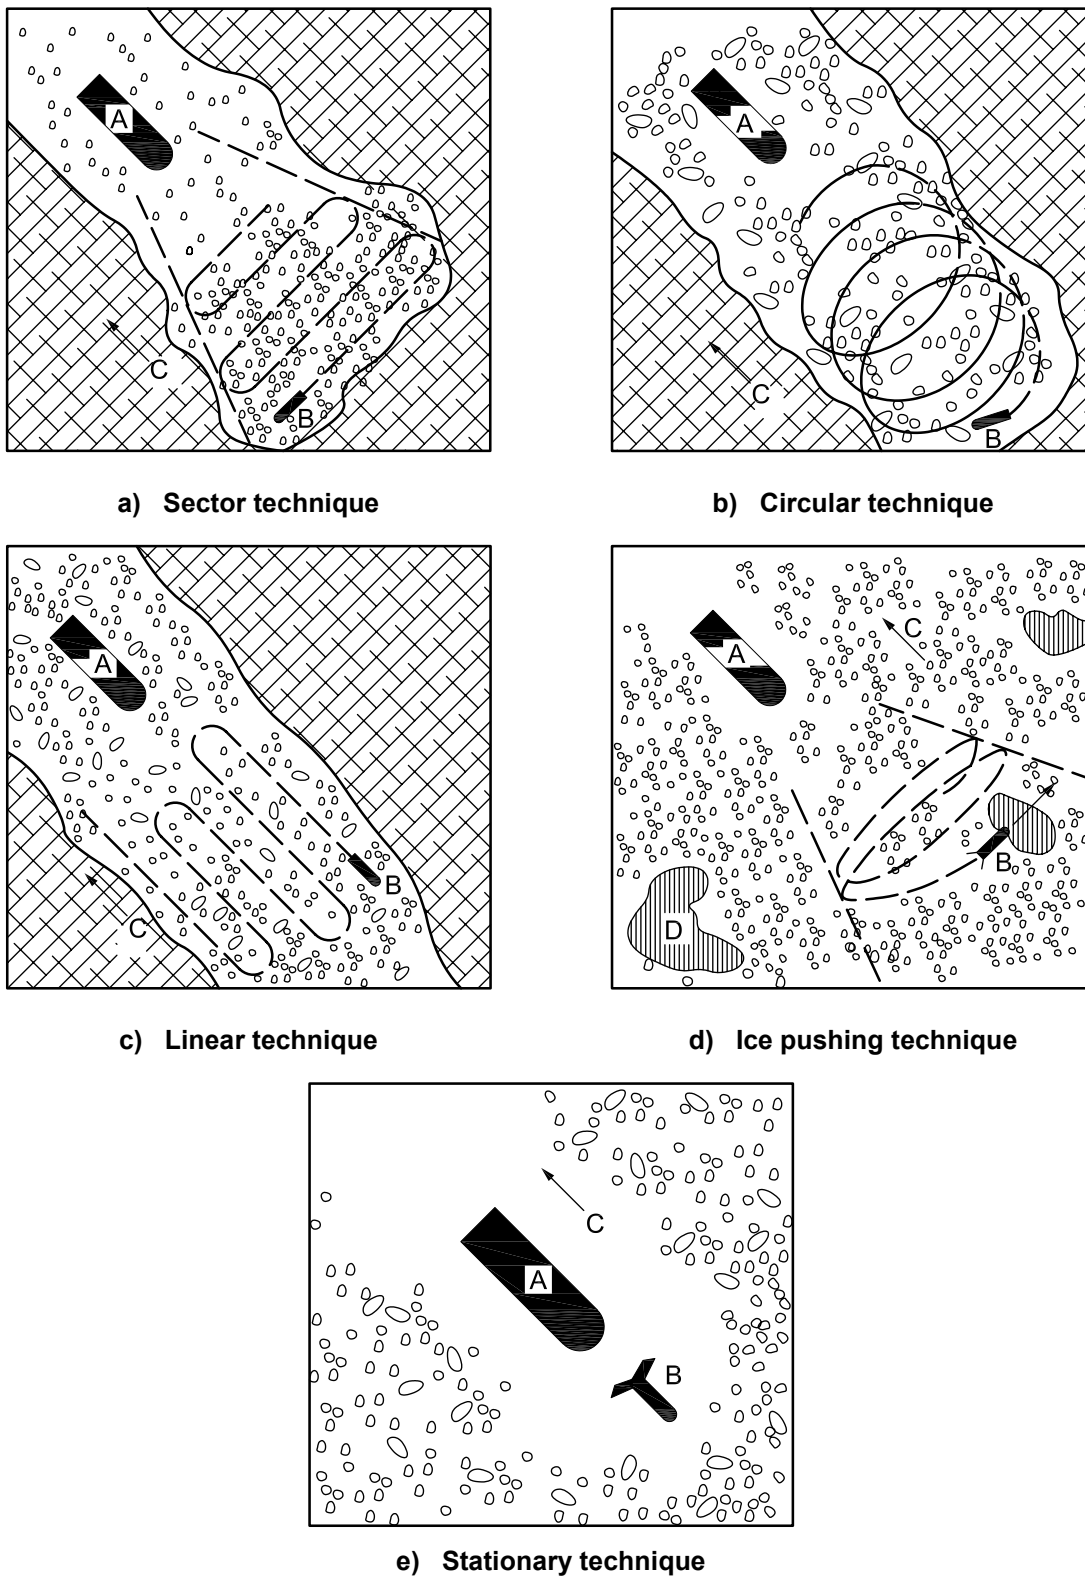 A
C
B
a) Sector technique
A
C
B
b) Circular technique
A
B
C
c) Linear technique
C
A
B
D
d) Ice pushing technique
C
A
B
e) Stationary technique